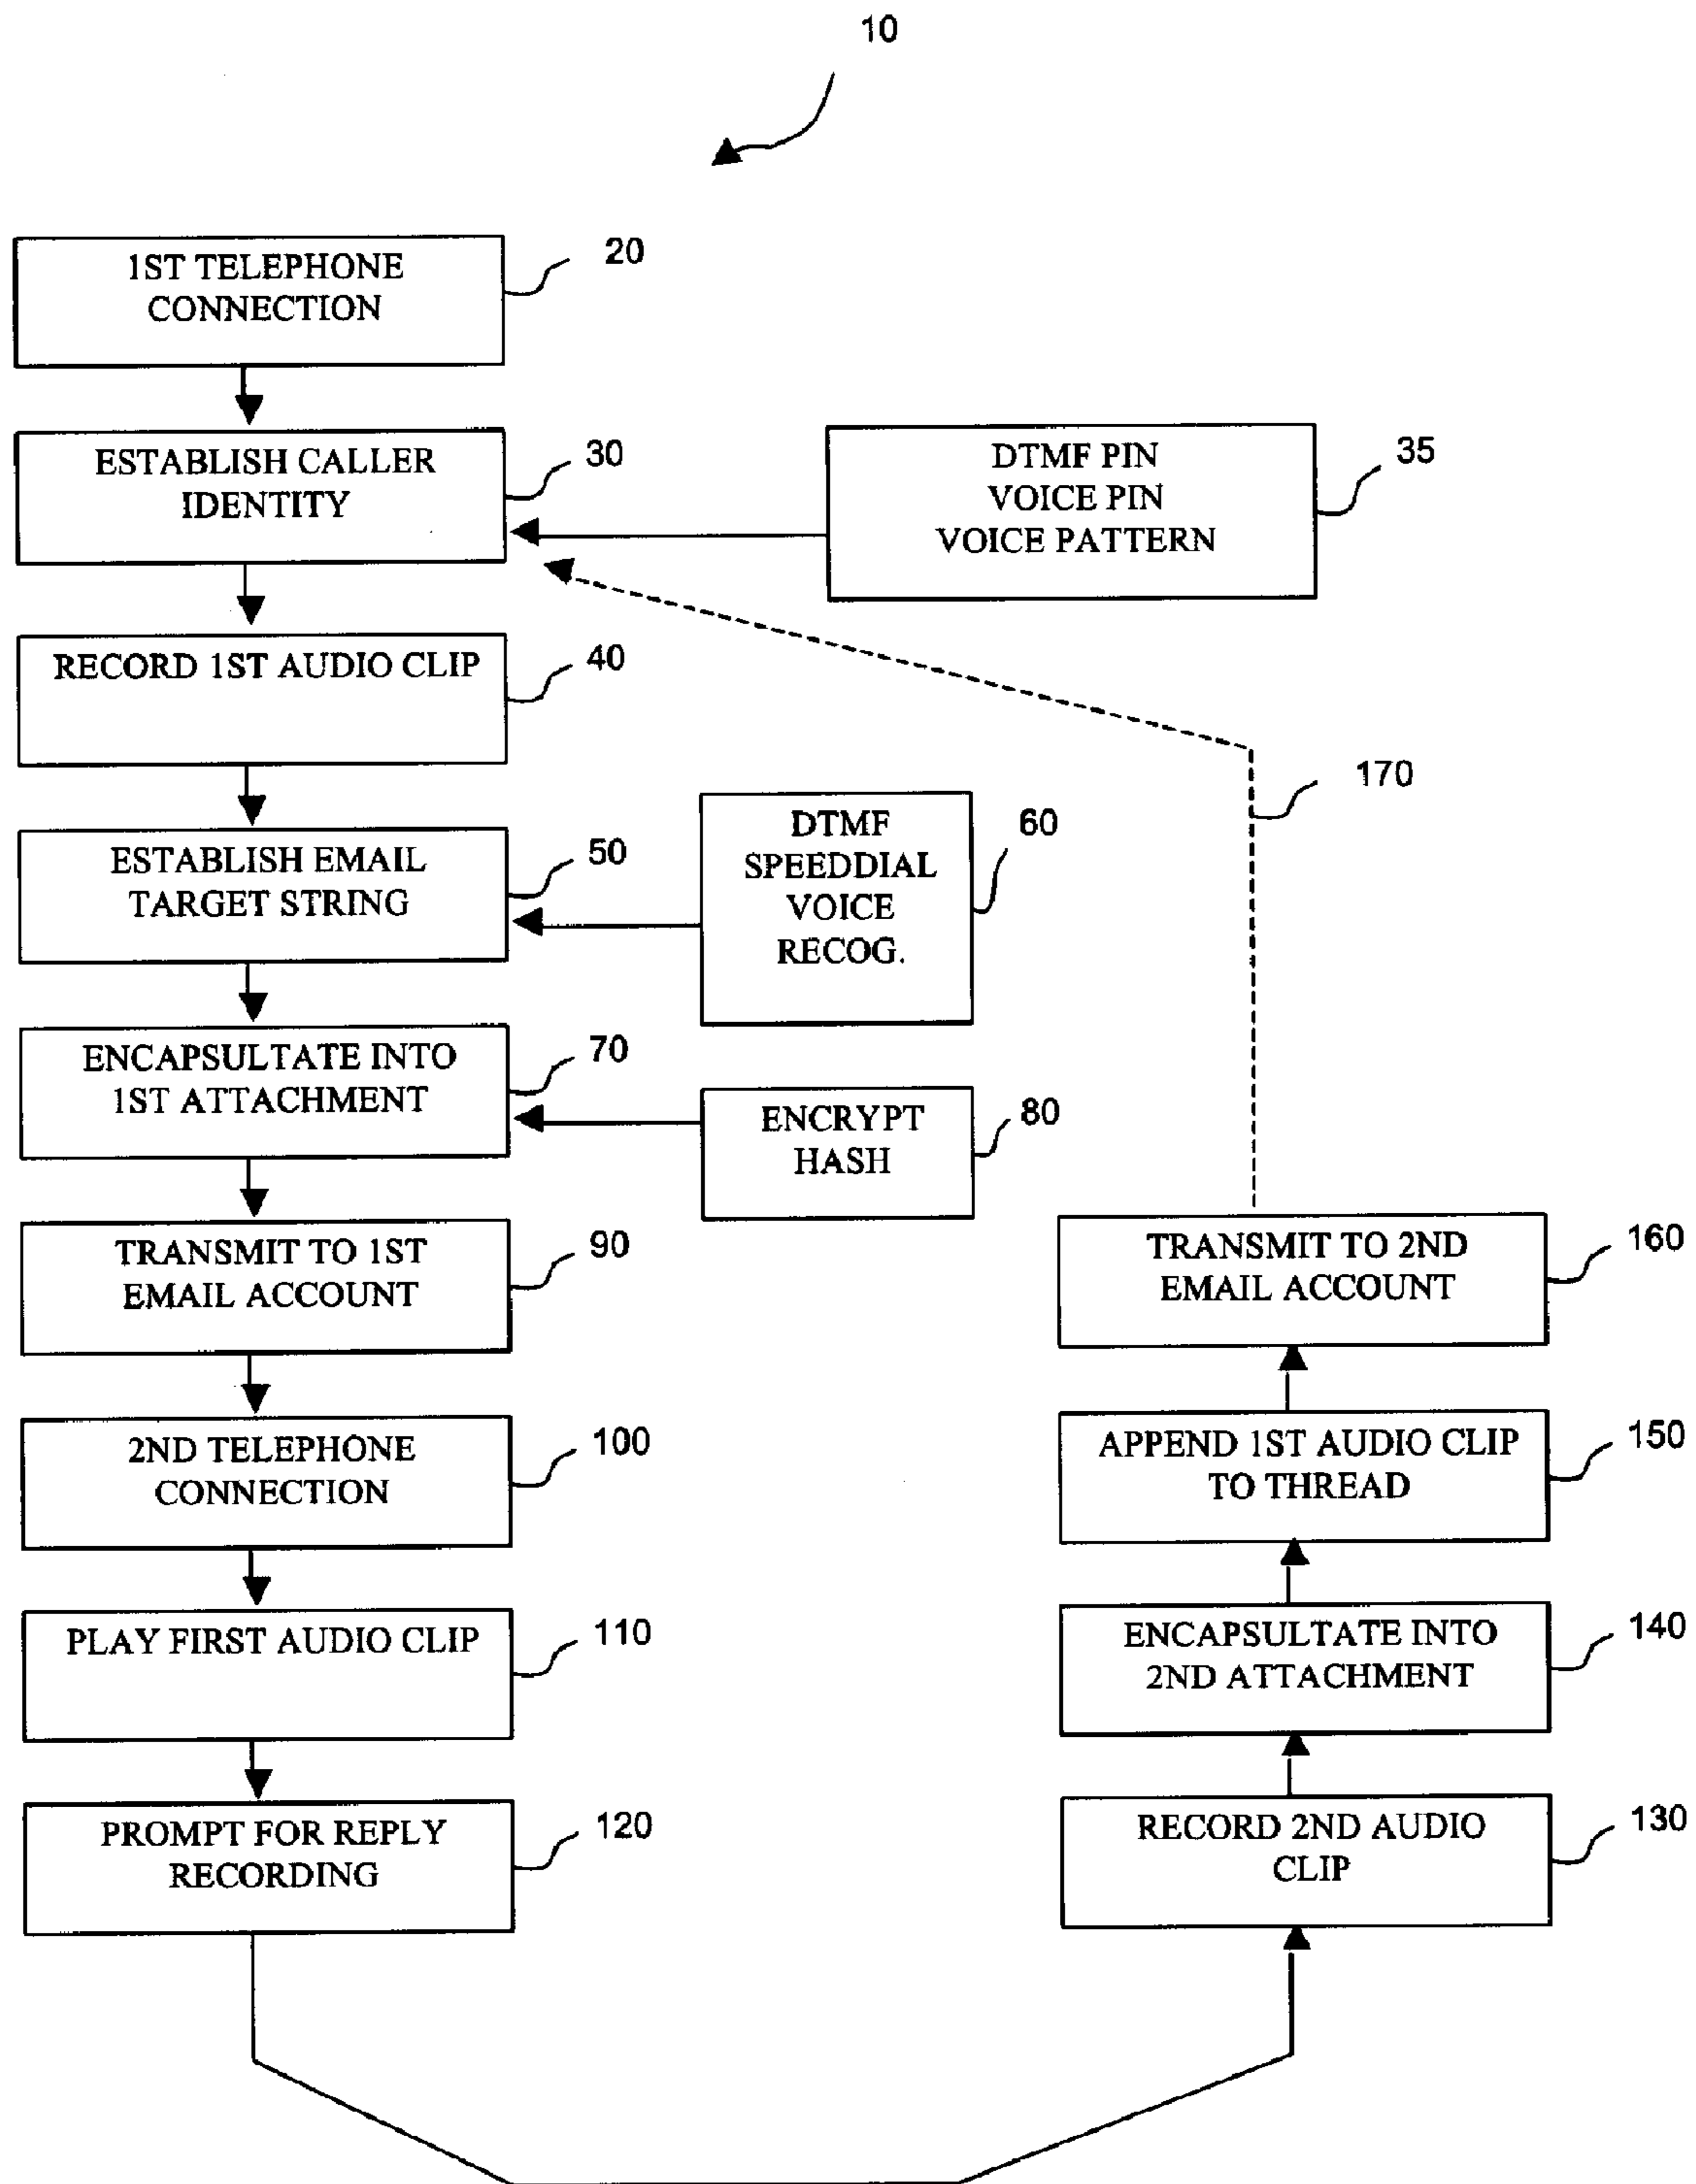 10
1ST TELEPHONE
CONNECTION
20
ESTABLISH CALLER
IDENTITY
30
DTMF PIN
VOICE PIN
VOICE PATTERN
35
RECORD 1ST AUDIO CLIP
40
170
ESTABLISH EMAIL
TARGET STRING
50
DTMF
SPEEDDIAL
VOICE
RECOG.
60
ENCAPSULTATE INTO
1ST ATTACHMENT
70
ENCRYPT
HASH
80
TRANSMIT TO 1ST
EMAIL ACCOUNT
90
2ND TELEPHONE
CONNECTION
100
PLAY FIRST AUDIO CLIP
110
PROMPT FOR REPLY
RECORDING
120
RECORD 2ND AUDIO
CLIP
130
ENCAPSULTATE INTO
2ND ATTACHMENT
140
APPEND 1ST AUDIO CLIP
TO THREAD
150
TRANSMIT TO 2ND
EMAIL ACCOUNT
160